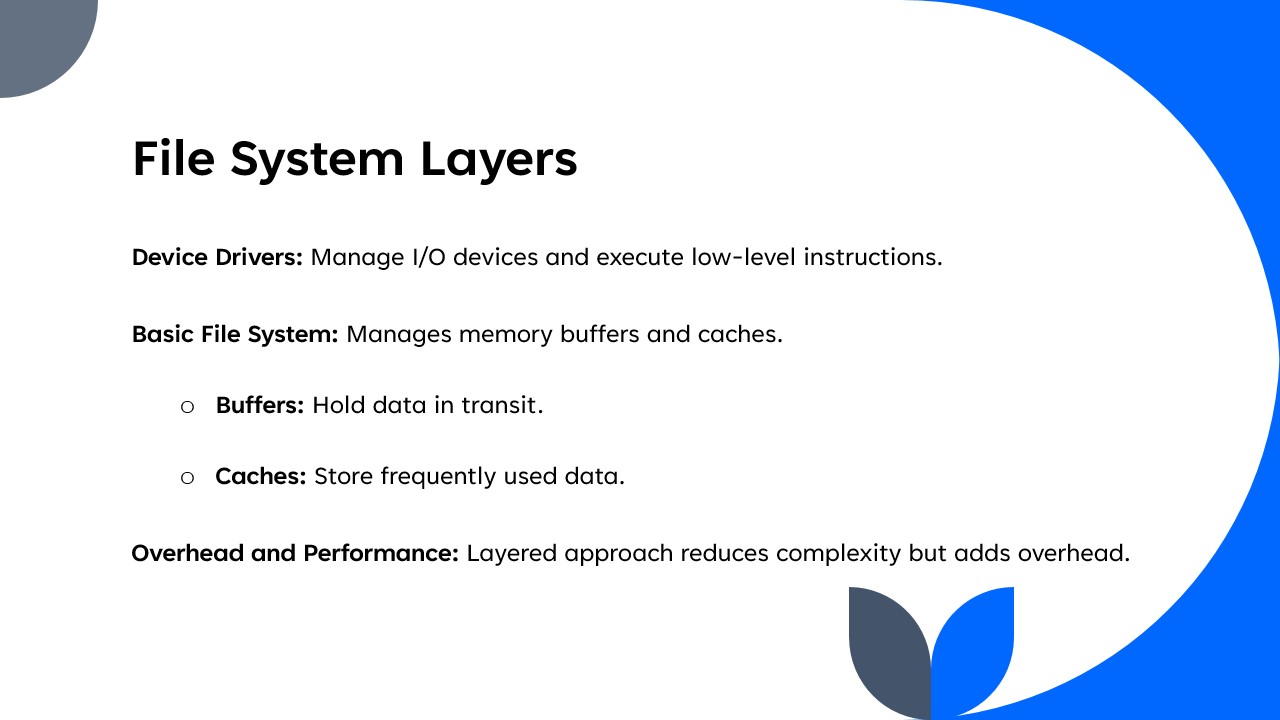 File System Layers
Device Drivers: Manage I/O devices and execute low-level instructions.
Basic File System: Manages memory buffers and caches.
o Buffers: Hold data in transit.
o Caches: Store frequently used data.
Overhead and Performance: Layered approach reduces complexity but adds overhead.